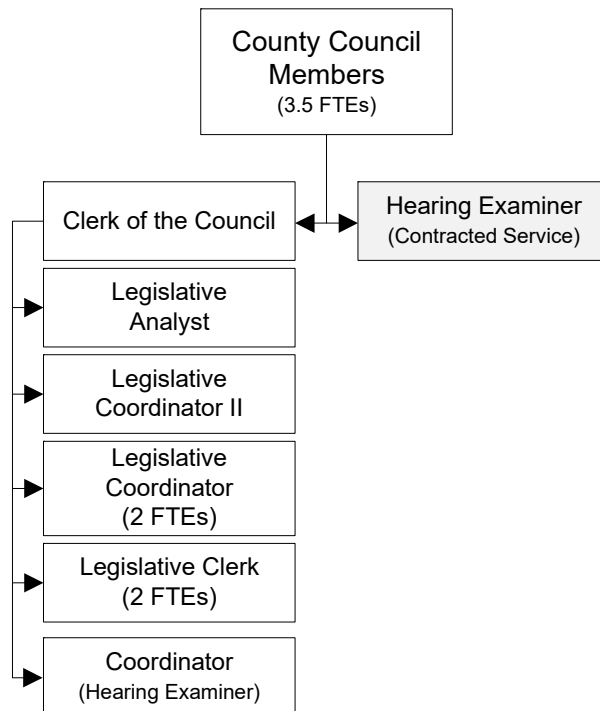 County Council
Members
(3.5 FTEs)
Clerk of the Council
Hearing Examiner
(Contracted Service)
Legislative
Analyst
Legislative
Coordinator II
Legislative
Coordinator
(2 FTEs)
Legislative Clerk
(2 FTEs)
Coordinator
(Hearing Examiner)